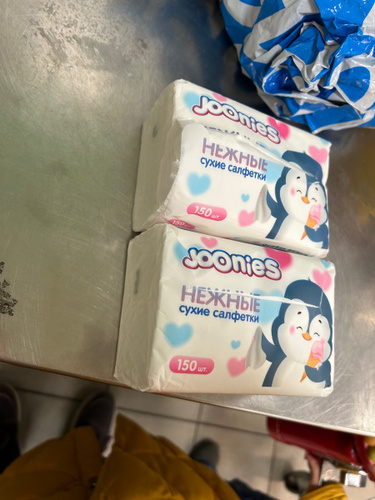 JOONIES
НЕЖНЫЕ
сухие салфетки
150 шт.
JOONIES
НЕЖНЫЕ
сухие салфетки
150 шт.